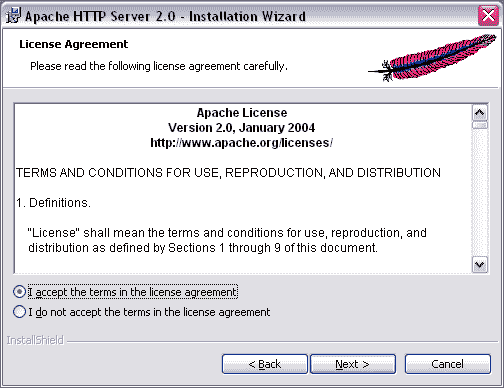 Apache HTTP Server 2.0 - Installation Wizard
License Agreement
Please read the following license agreement carefully.
Apache License
Version 2.0, January 2004
http://www.apache.org/licenses/
TERMS AND CONDITIONS FOR USE, REPRODUCTION, AND DISTRIBUTION
1. Definitions.
"License" shall mean the terms and conditions for use, reproduction, and
distribution as defined by Sections 1 through 9 of this document.
I accept the terms in the license agreement
I do not accept the terms in the license agreement
InstallShield
< Back Next > Cancel